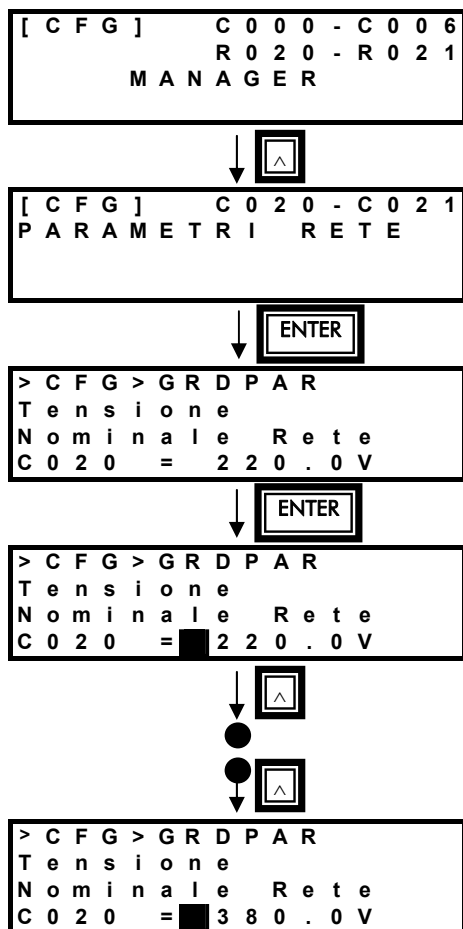 [CFG] C000-C006
R020-R021
MANAGER
^
[CFG] C020-C021
PARAMETRI RETE
ENTER
>CFG>GRDPAR
Tensione
Nominale Rete
C020 = 220.0V
ENTER
>CFG>GRDPAR
Tensione
Nominale Rete
C020 =█220.0V
^
^
>CFG>GRDPAR
Tensione
Nominale Rete
C020 =█380.0V